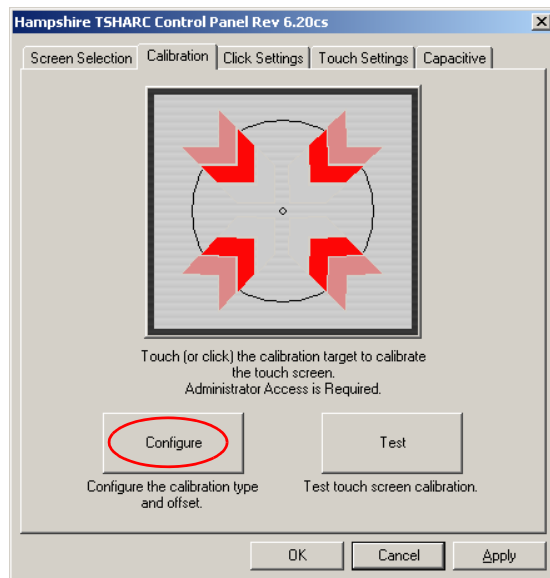 Hampshire TSHARC Control Panel Rev 6.20cs
Screen Selection Calibration Click Settings Touch Settings Capacitive
Touch (or click) the calibration target to calibrate
the touch screen.
Administrator Access is Required.
Configure Test
Configure the calibration type Test touch screen calibration.
and offset.
OK Cancel Apply